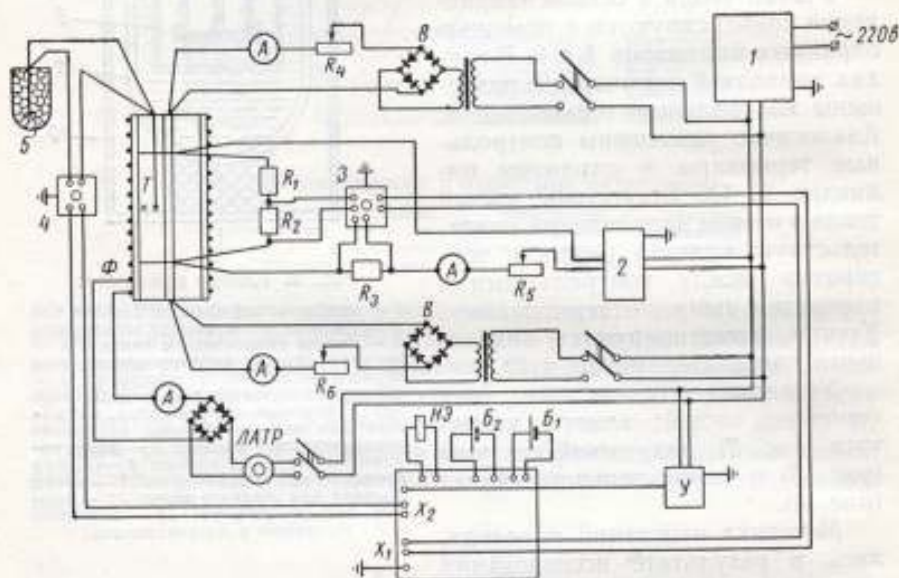 А
R₄
В
1
~220В
5
Т
R₁
3
R₂
4
Ф
А
R₅
2
R₃
В
А
R₆
А
ЛАТР
НЭ
Б₂
Б₁
У
X₂
X₁